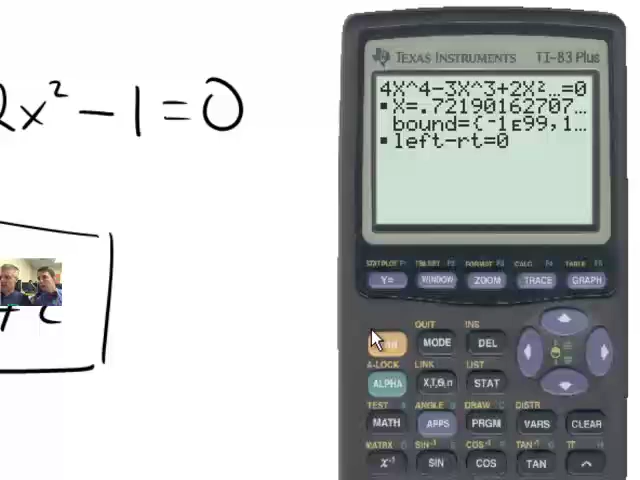 2x² - 1 = 0
+ c
TEXAS INSTRUMENTS TI-83 Plus
4X^4-3X^3+2X²…=0
▪ X=.72190162707…
bound={-1E99,1…
▪ left-rt=0
STAT PLOT F1 TBLSET F2 FORMAT F3 CALC F4 TABLE F5
Y= WINDOW ZOOM TRACE GRAPH
QUIT INS
MODE DEL
A-LOCK LINK LIST
ALPHA X,T,θ,n STAT
TEST A ANGLE B DRAW C DISTR
MATH APPS PRGM VARS CLEAR
MATRX D SIN⁻¹ E COS⁻¹ F TAN⁻¹ G π H
x⁻¹ SIN COS TAN ^